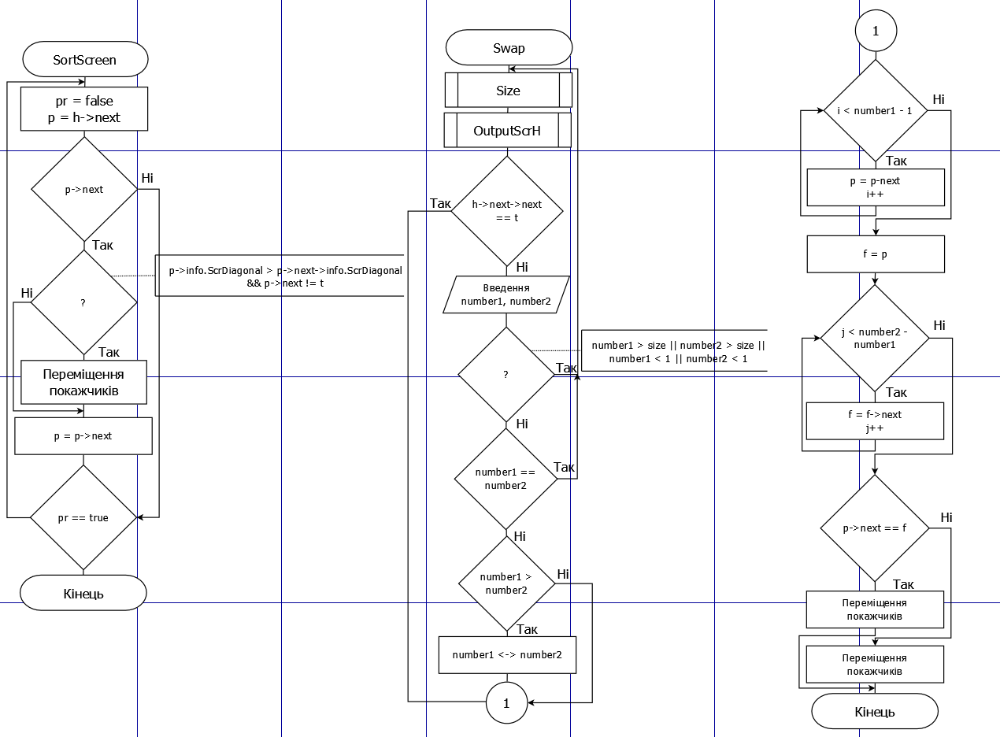 SortScreen
pr = false
p = h->next
p->next
Ні
Так
p->info.ScrDiagonal > p->next->info.ScrDiagonal
&& p->next != t
?
Ні
Так
Переміщення
покажчиків
p = p->next
pr == true
Кінець
Swap
Size
OutputScrH
h->next->next
== t
Так
Ні
Введення
number1, number2
number1 > size || number2 > size ||
number1 < 1 || number2 < 1
?
Так
Ні
number1 ==
number2
Так
Ні
number1 >
number2
Ні
Так
number1 <-> number2
1
1
i < number1 - 1
Ні
Так
p = p-next
i++
f = p
j < number2 -
number1
Ні
Так
f = f->next
j++
p->next == f
Ні
Так
Переміщення
покажчиків
Переміщення
покажчиків
Кінець